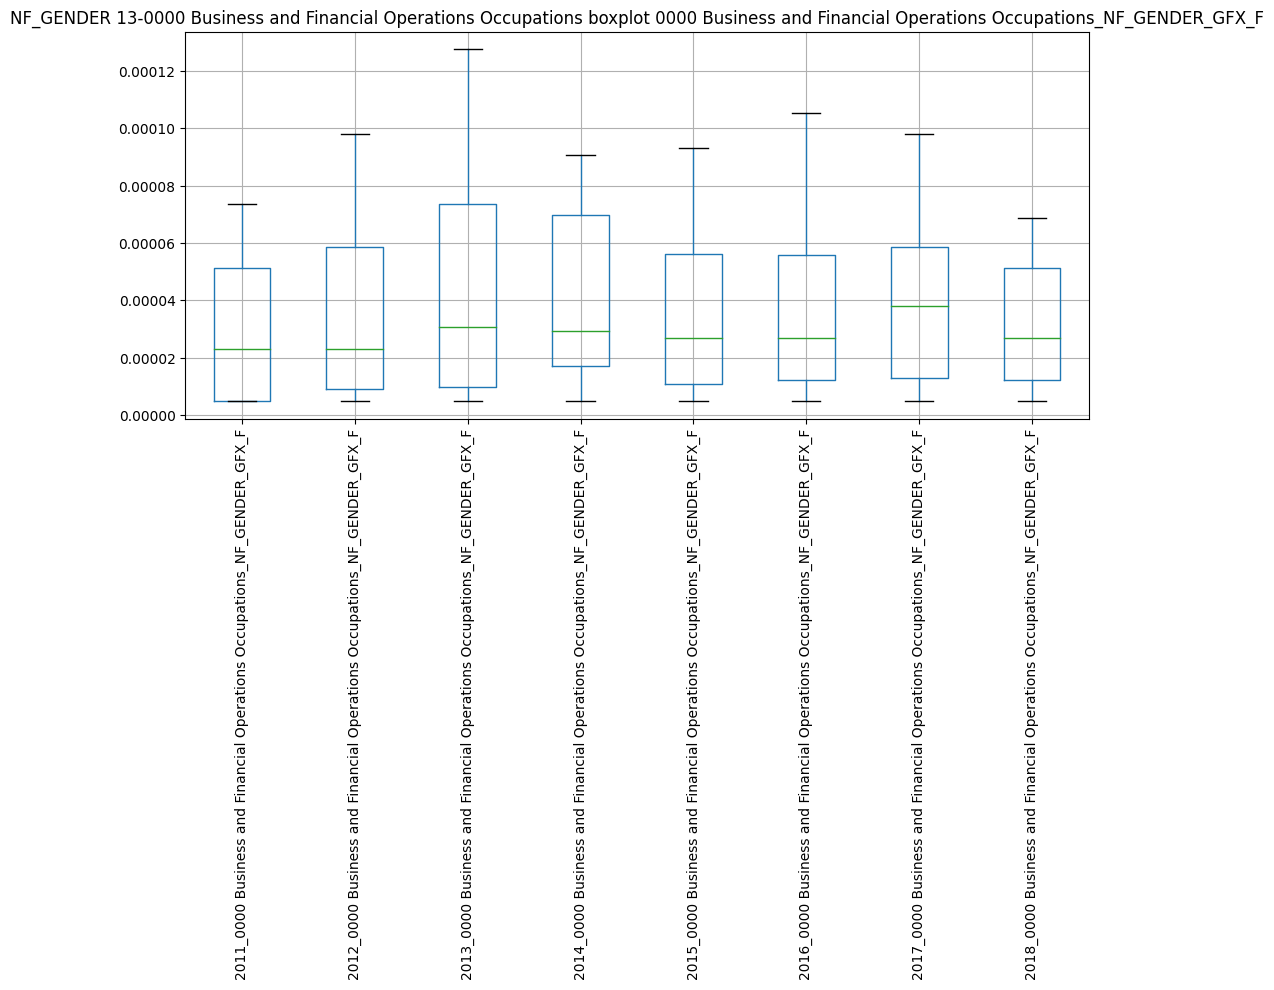 NF_GENDER 13-0000 Business and Financial Operations Occupations boxplot 0000 Business and Financial Operations Occupations_NF_GENDER_GFX_F
0.00012
0.00010
0.00008
0.00006
0.00004
0.00002
0.00000
2011_0000 Business and Financial Operations Occupations_NF_GENDER_GFX_F
2012_0000 Business and Financial Operations Occupations_NF_GENDER_GFX_F
2013_0000 Business and Financial Operations Occupations_NF_GENDER_GFX_F
2014_0000 Business and Financial Operations Occupations_NF_GENDER_GFX_F
2015_0000 Business and Financial Operations Occupations_NF_GENDER_GFX_F
2016_0000 Business and Financial Operations Occupations_NF_GENDER_GFX_F
2017_0000 Business and Financial Operations Occupations_NF_GENDER_GFX_F
2018_0000 Business and Financial Operations Occupations_NF_GENDER_GFX_F